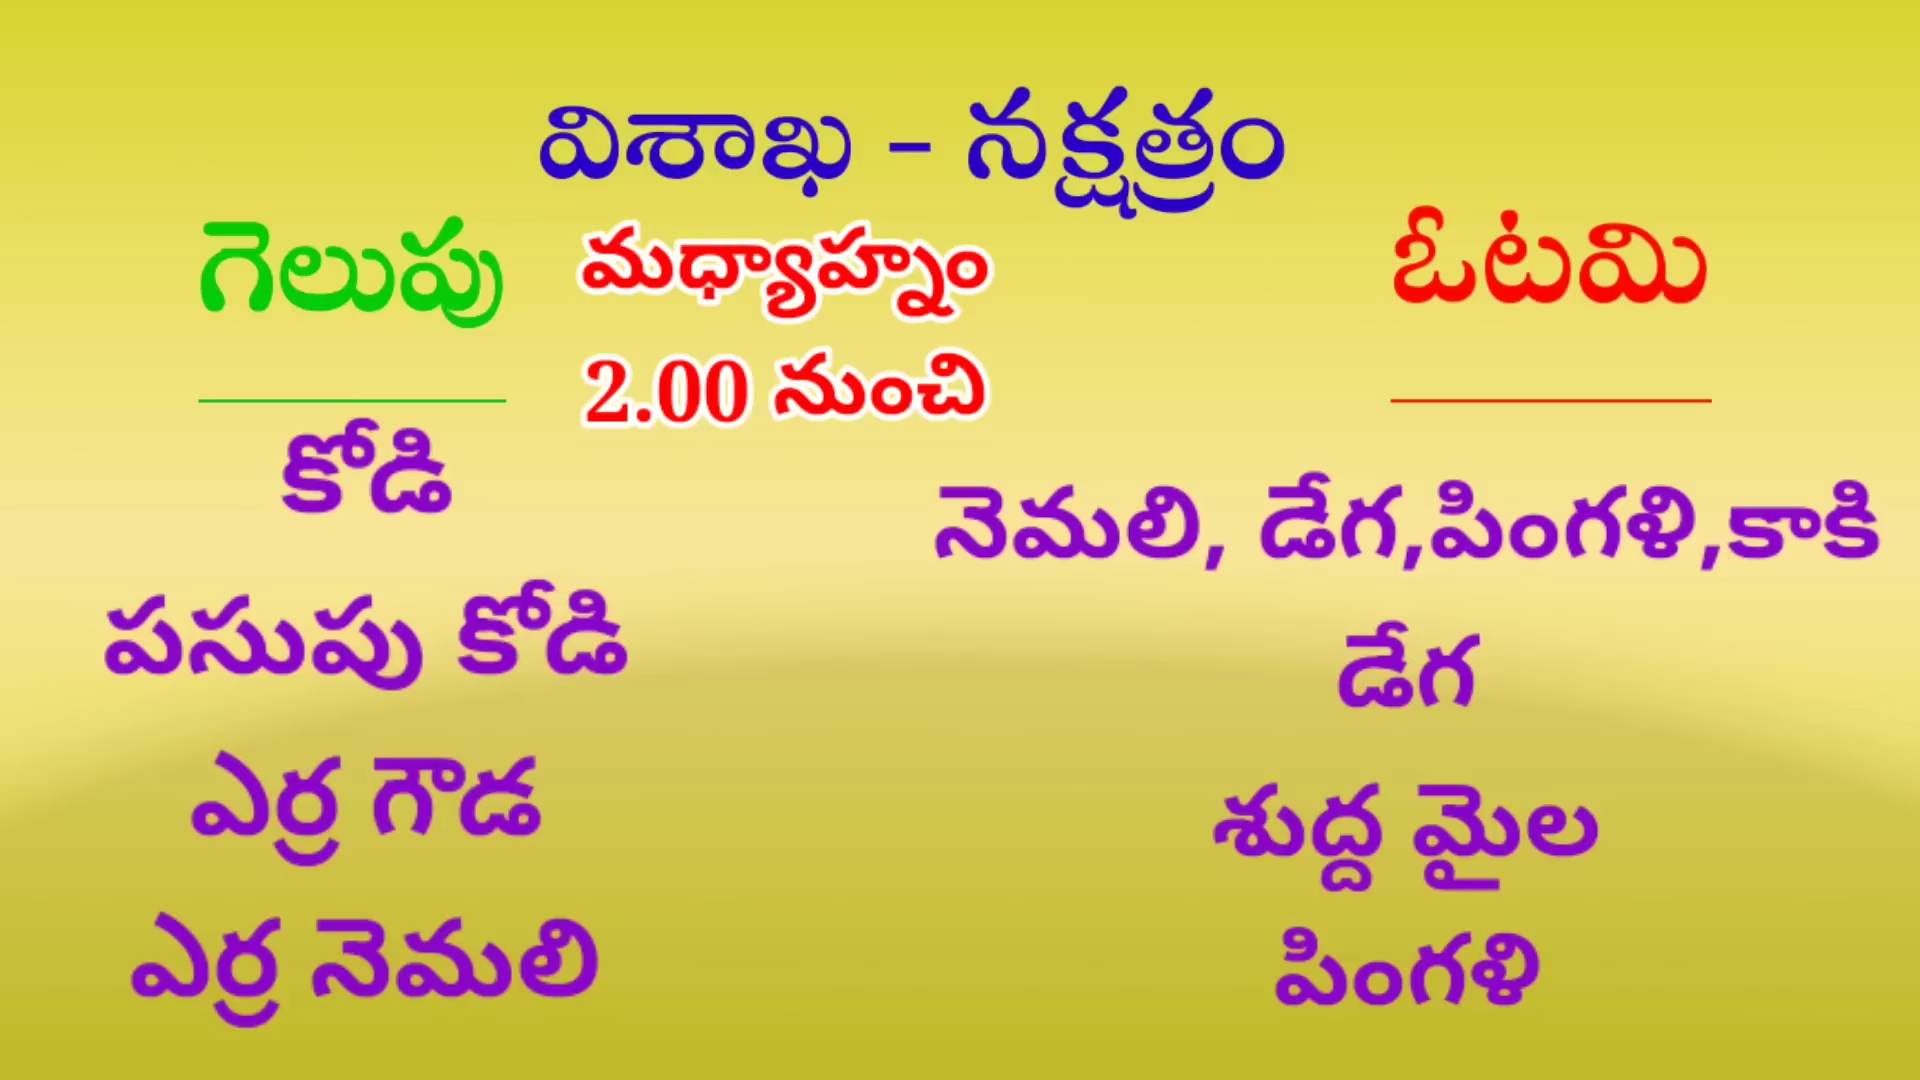 విశాఖ - నక్షత్రం
గెలుపు
మధ్యాహ్నం
2.00 నుంచి
ఓటమి
కోడి
నెమలి, డేగ,పింగళి,కాకి
పసుపు కోడి
డేగ
ఎర్ర గౌడ
శుద్ద మైల
ఎర్ర నెమలి
పింగళి